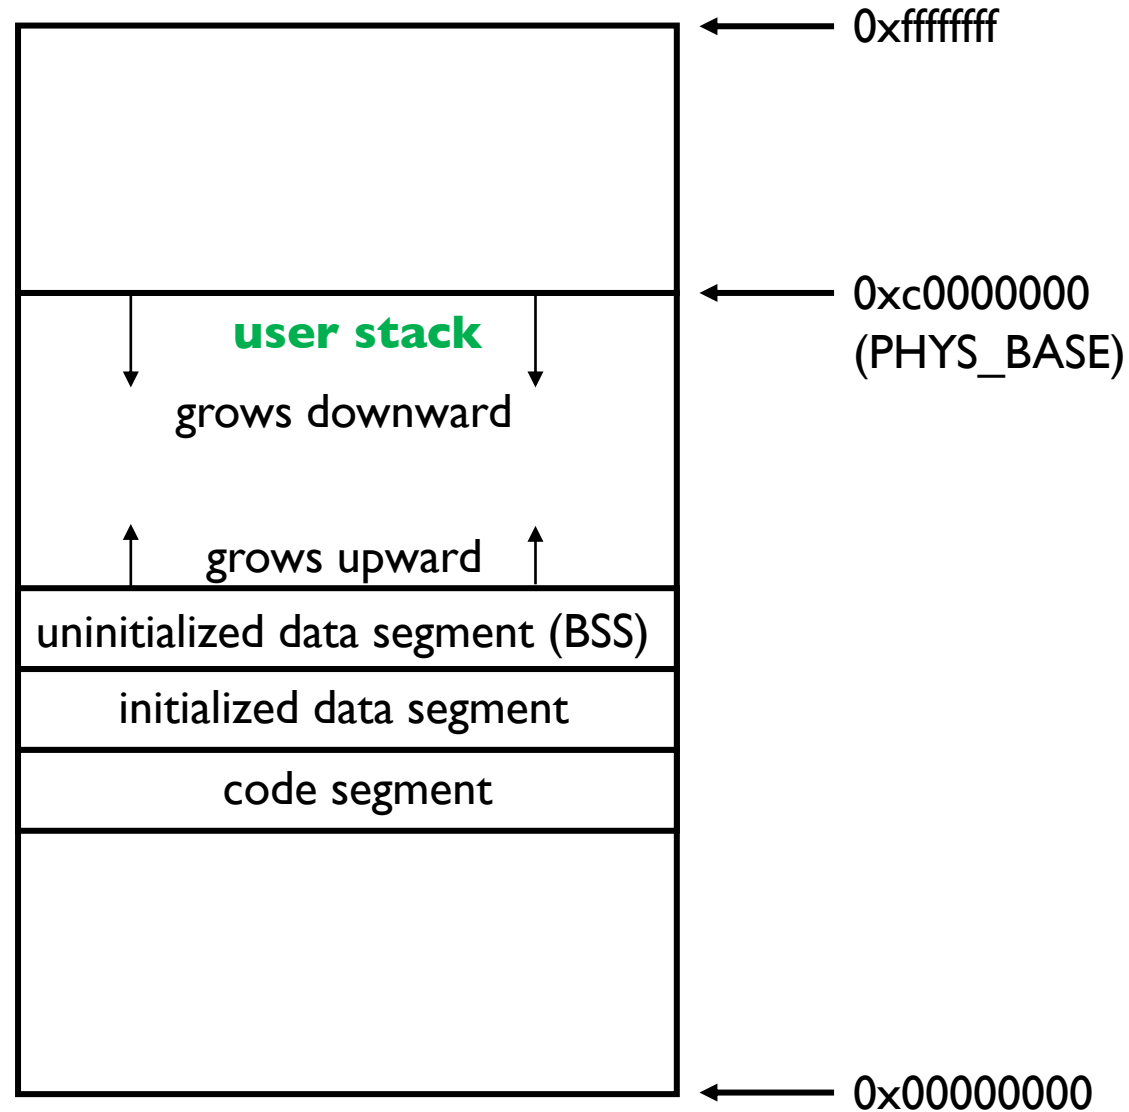 0xffffffff
0xc0000000
(PHYS_BASE)
user stack
grows downward
grows upward
uninitialized data segment (BSS)
initialized data segment
code segment
0x00000000